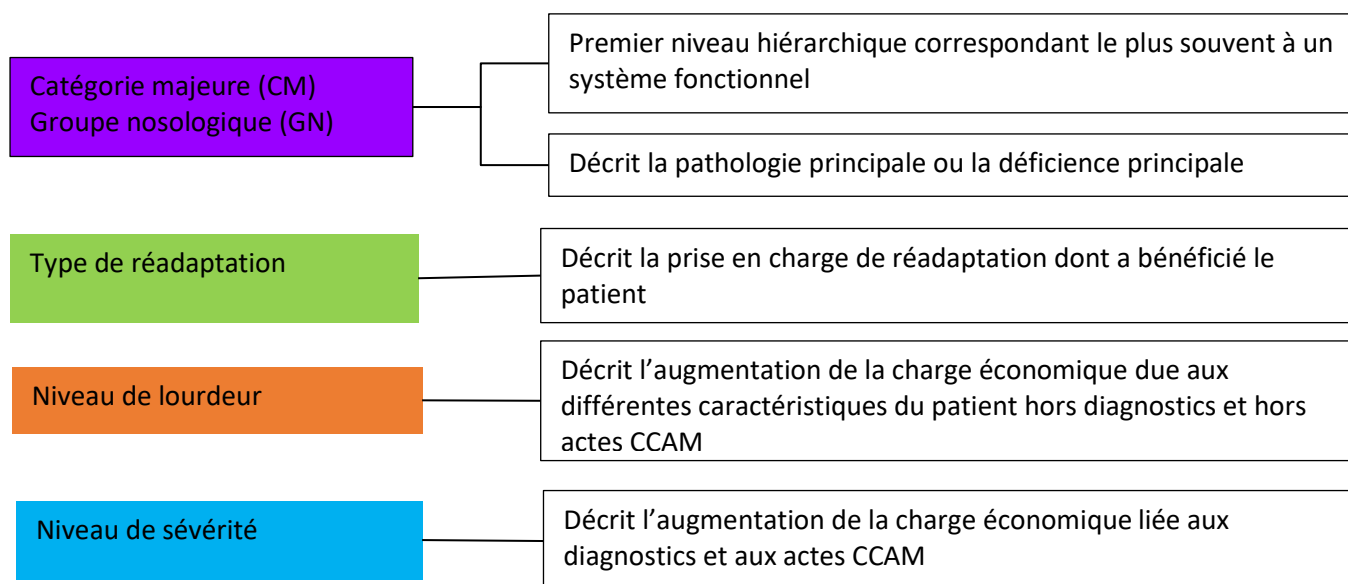 Catégorie majeure (CM)
Groupe nosologique (GN)
Premier niveau hiérarchique correspondant le plus souvent à un
système fonctionnel
Décrit la pathologie principale ou la déficience principale
Type de réadaptation
Décrit la prise en charge de réadaptation dont a bénéficié le
patient
Niveau de lourdeur
Décrit l’augmentation de la charge économique due aux
différentes caractéristiques du patient hors diagnostics et hors
actes CCAM
Niveau de sévérité
Décrit l’augmentation de la charge économique liée aux
diagnostics et aux actes CCAM